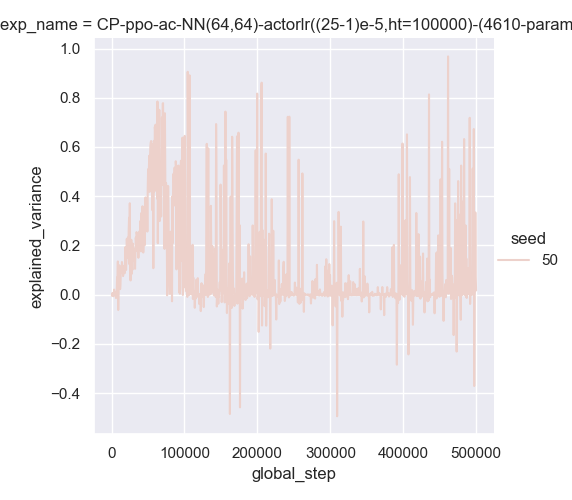 exp_name = CP-ppo-ac-NN(64,64)-actorlr((25-1)e-5,ht=100000)-(4610-param
1.0
0.8
0.6
0.4
0.2
0.0
−0.2
−0.4
explained_variance
seed
50
0 100000 200000 300000 400000 500000
global_step